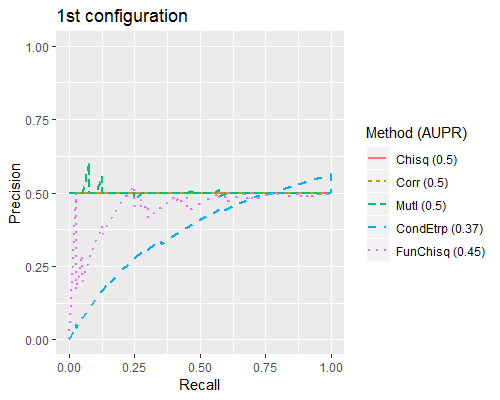 1st configuration
1.00
0.75
0.50
0.25
0.00
Precision
0.00
0.25
0.50
0.75
1.00
Recall
Method (AUPR)
Chisq (0.5)
Corr (0.5)
MutI (0.5)
CondEtrp (0.37)
FunChisq (0.45)